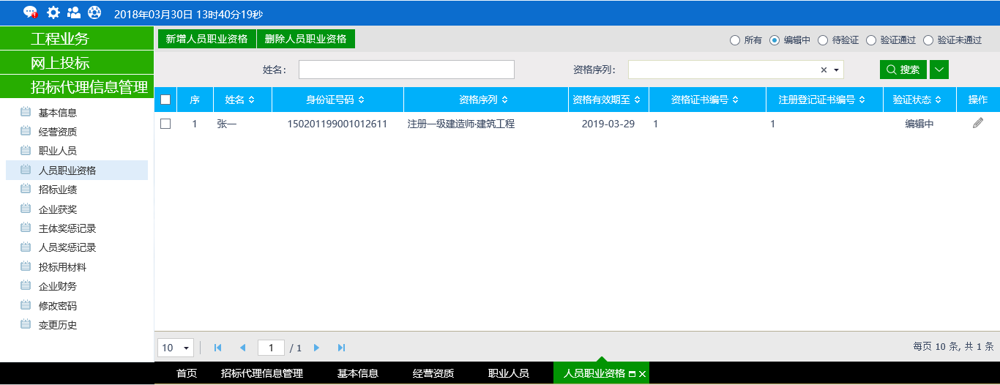 2018年03月30日 13时40分19秒
工程业务
网上投标
招标代理信息管理
基本信息
经营资质
职业人员
人员职业资格
招标业绩
企业获奖
主体奖惩记录
人员奖惩记录
投标用材料
企业财务
修改密码
变更历史
新增人员职业资格 删除人员职业资格 所有 编辑中 待验证 验证通过 验证未通过
姓名: 资格序列: 搜索
序 姓名 身份证号码 资格序列 资格有效期至 资格证书编号 注册登记证书编号 验证状态 操作
1 张一 150201199001012611 注册一级建造师·建筑工程 2019-03-29 1 1 编辑中
10 1 / 1 每页 10 条, 共 1 条
首页 招标代理信息管理 基本信息 经营资质 职业人员 人员职业资格